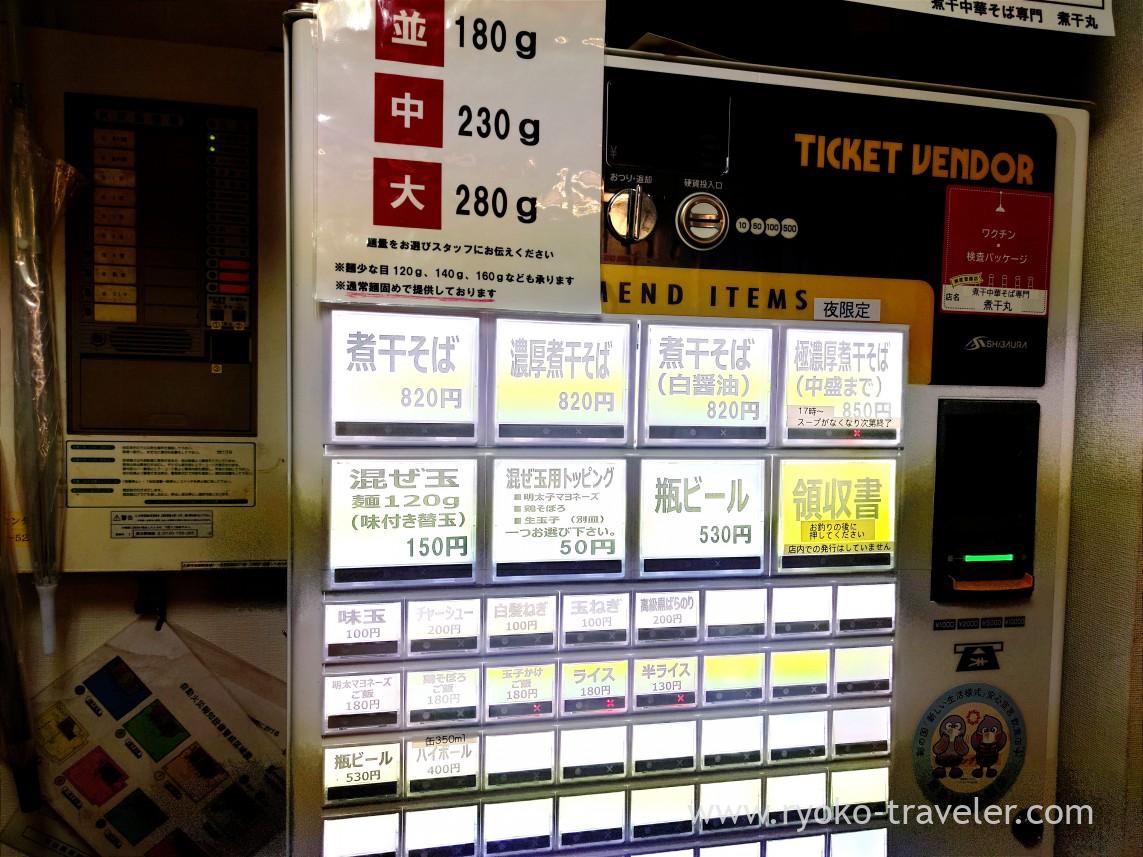 煮干中華そば専門 煮干丸
並 180g
中 230g
大 280g
麺量をお選びスタッフにお伝えください
※麺少な目120g、140g、160gなども承ります
※通常麺固めで提供しております
TICKET VENDOR
おつり・返却
硬貨投入口
10 50 100 500
ワクチン
・
検査パッケージ
店名
煮干中華そば専門
煮干丸
SHIBAURA
MEND ITEMS
夜限定
煮干そば
820円
濃厚煮干そば
820円
煮干そば
(白醤油)
820円
極濃厚煮干そば
(中盛まで)
17時〜 850円
スープがなくなり次第終了
混ぜ玉
麺120g
(味付き替玉)
150円
混ぜ玉用トッピング
■明太子マヨネーズ
■鶏そぼろ
■生玉子 (別皿)
一つお選び下さい。
50円
瓶ビール
530円
領収書
お釣りの後に
押してください
店内での発行はしていません
味玉
100円
チャーシュー
200円
白髪ねぎ
100円
玉ねぎ
100円
高級黒ばらのり
200円
¥1000 ¥2000 ¥5000 ¥10000
明太マヨネーズ
ご飯
180円
鶏そぼろ
ご飯
180円
玉子かけ
ご飯
180円
ライス
180円
半ライス
130円
瓶ビール
530円
缶350ml
ハイボール
400円
www.ryoko-traveler.com